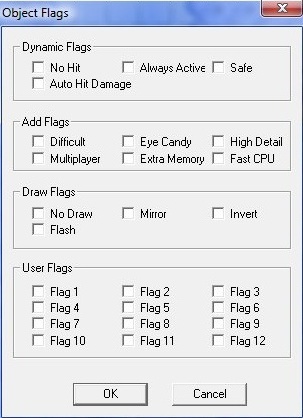 Object Flags
Dynamic Flags
No Hit Always Active Safe
Auto Hit Damage
Add Flags
Difficult Eye Candy High Detail
Multiplayer Extra Memory Fast CPU
Draw Flags
No Draw Mirror Invert
Flash
User Flags
Flag 1 Flag 2 Flag 3
Flag 4 Flag 5 Flag 6
Flag 7 Flag 8 Flag 9
Flag 10 Flag 11 Flag 12
OK Cancel